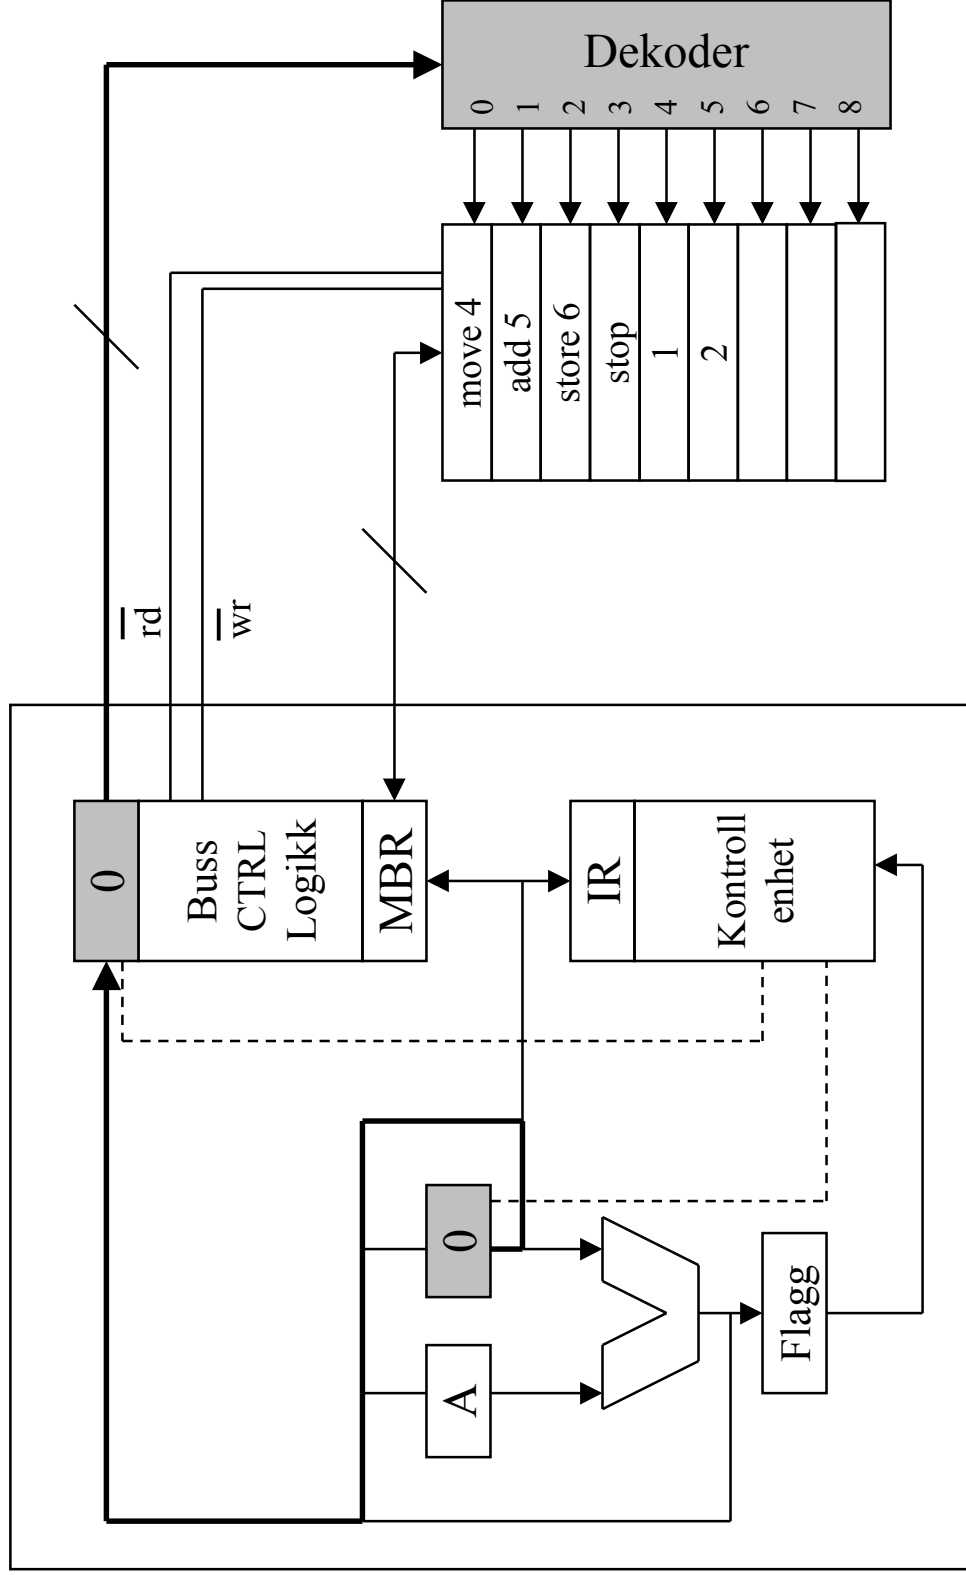 0
Buss
CTRL
Logikk
MBR
rd
wr
IR
Kontroll
enhet
0
A
Flagg
move 4
add 5
store 6
stop
1
2
Dekoder
0
1
2
3
4
5
6
7
8